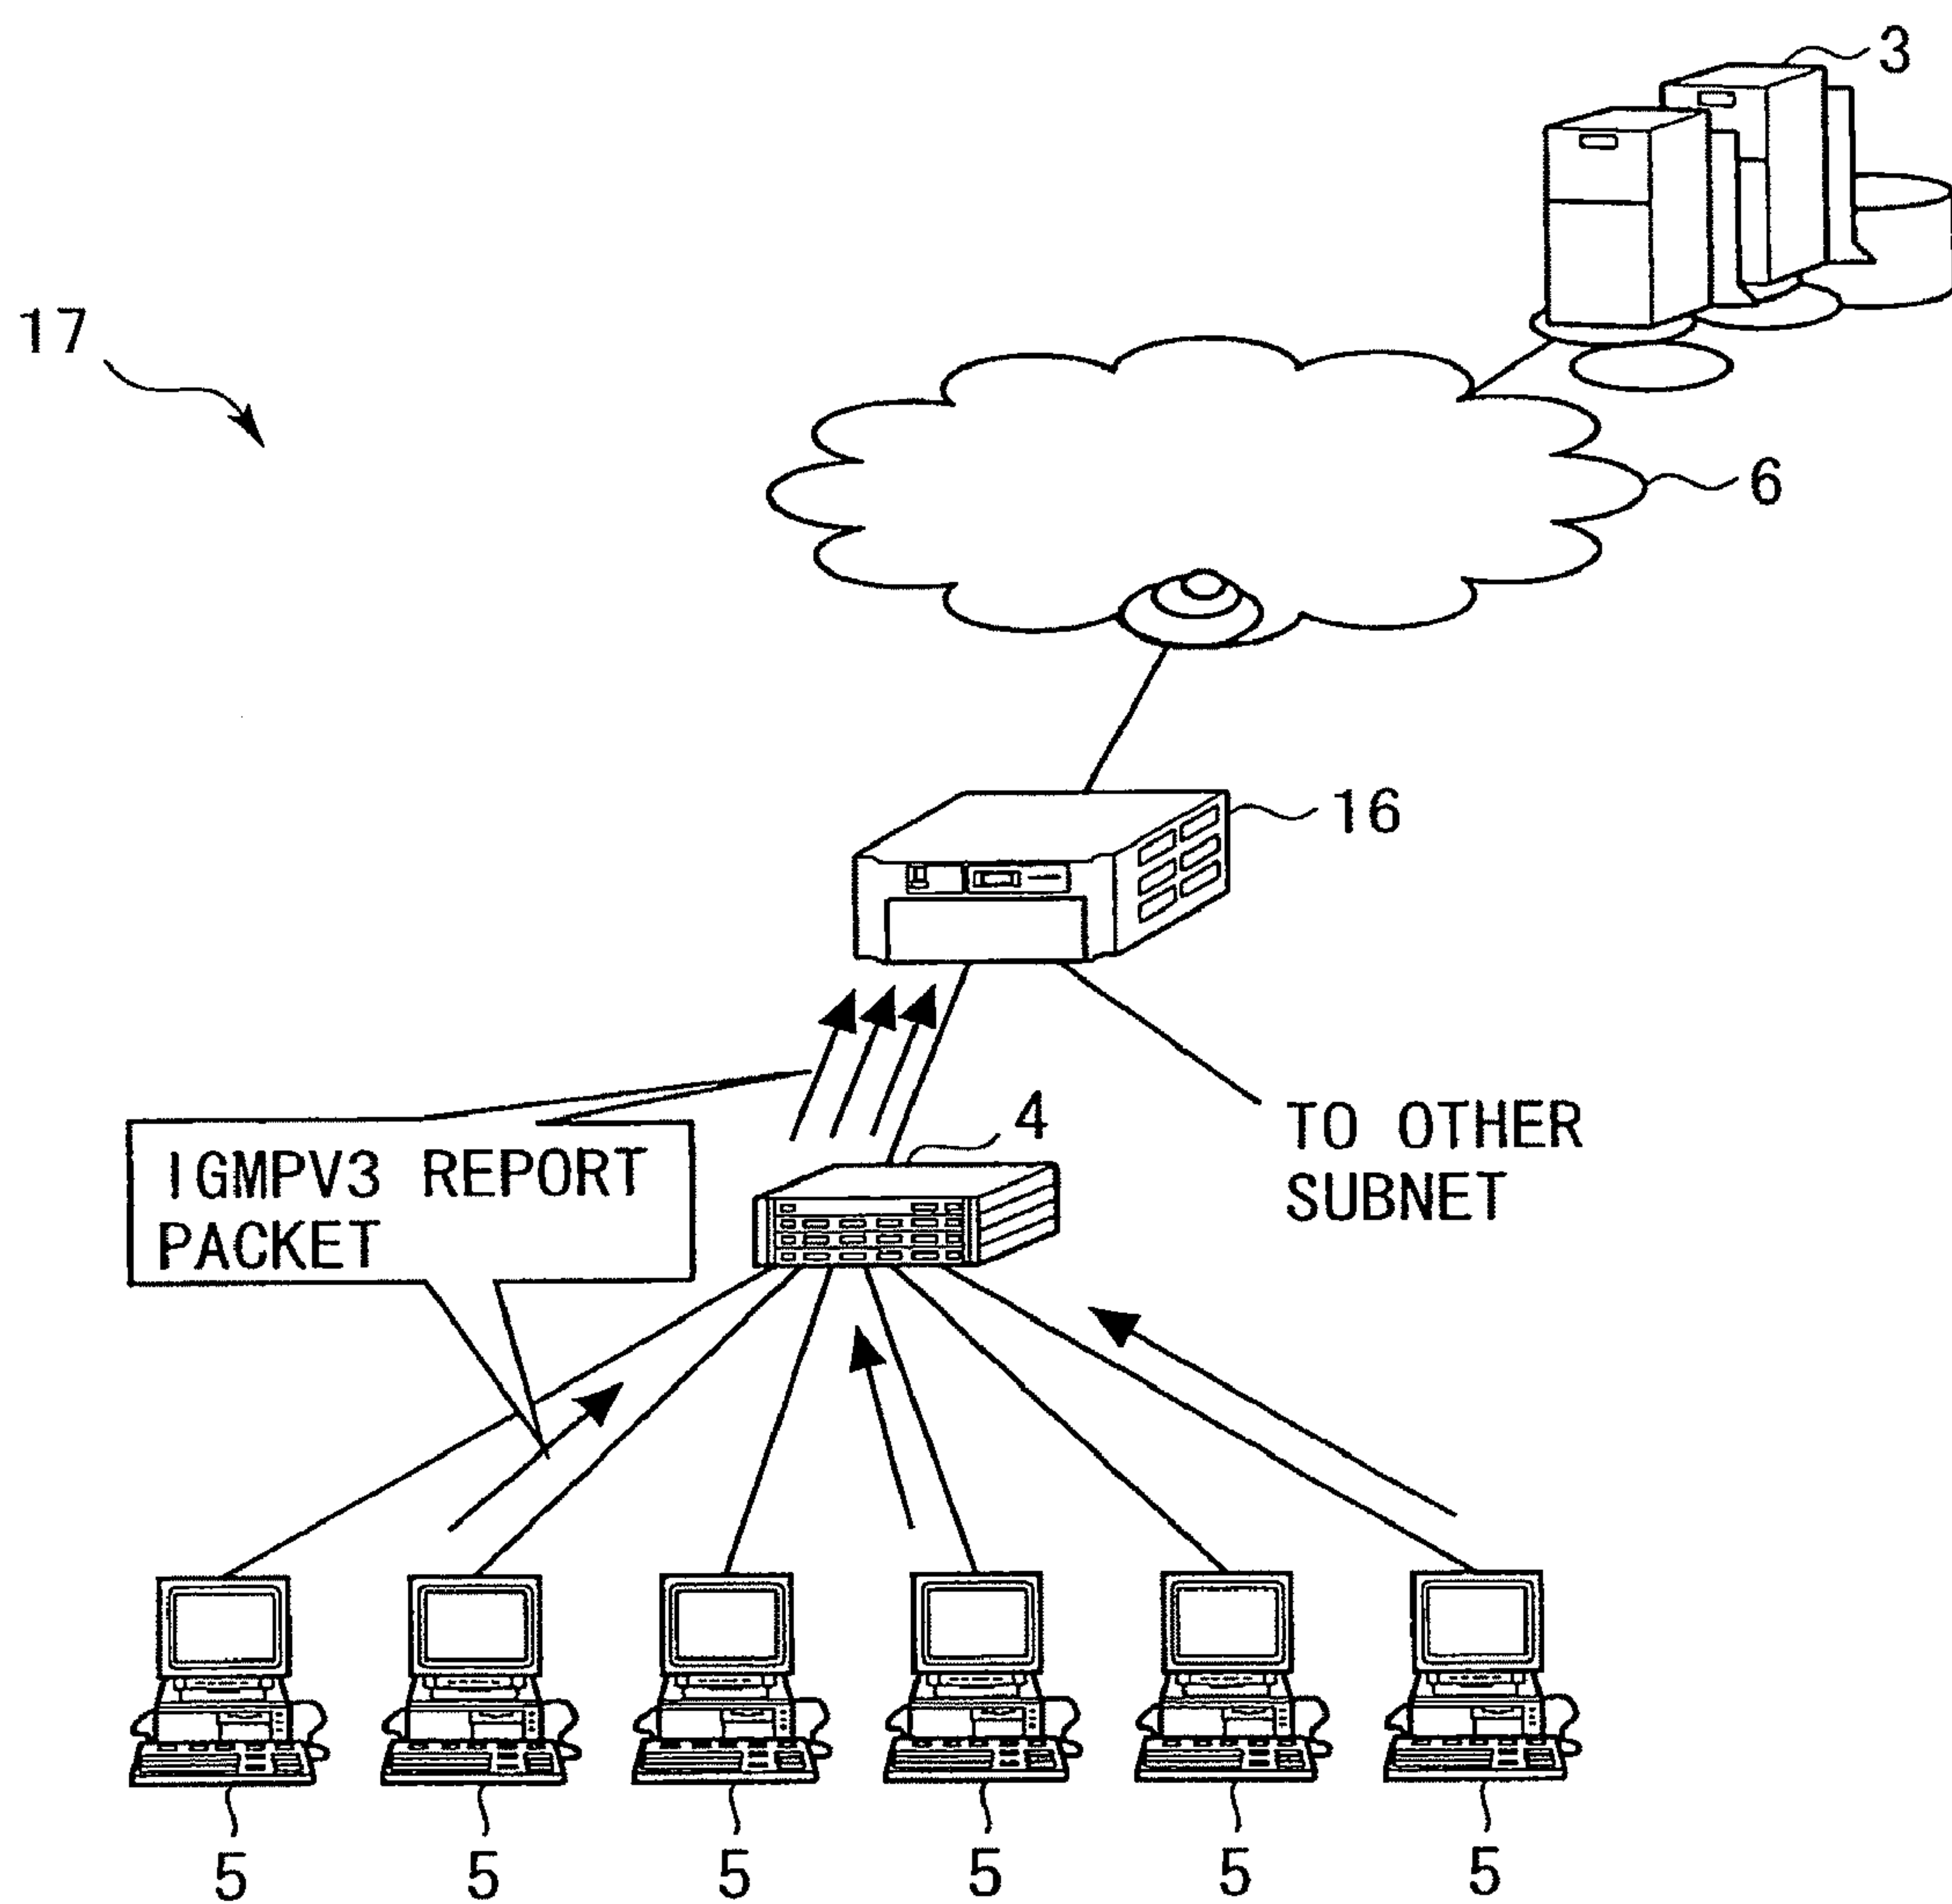 3
17
6
16
4
TO OTHER
SUBNET
IGMPV3 REPORT
PACKET
5 5 5 5 5 5